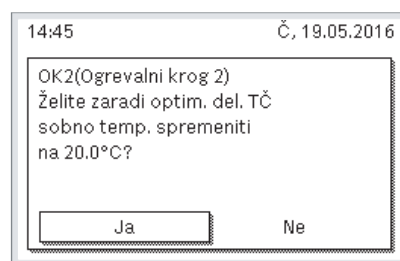 14:45 Č, 19.05.2016
OK2(Ogrevalni krog 2)
Želite zaradi optim. del. TČ
sobno temp. spremeniti
na 20.0°C?
Ja Ne